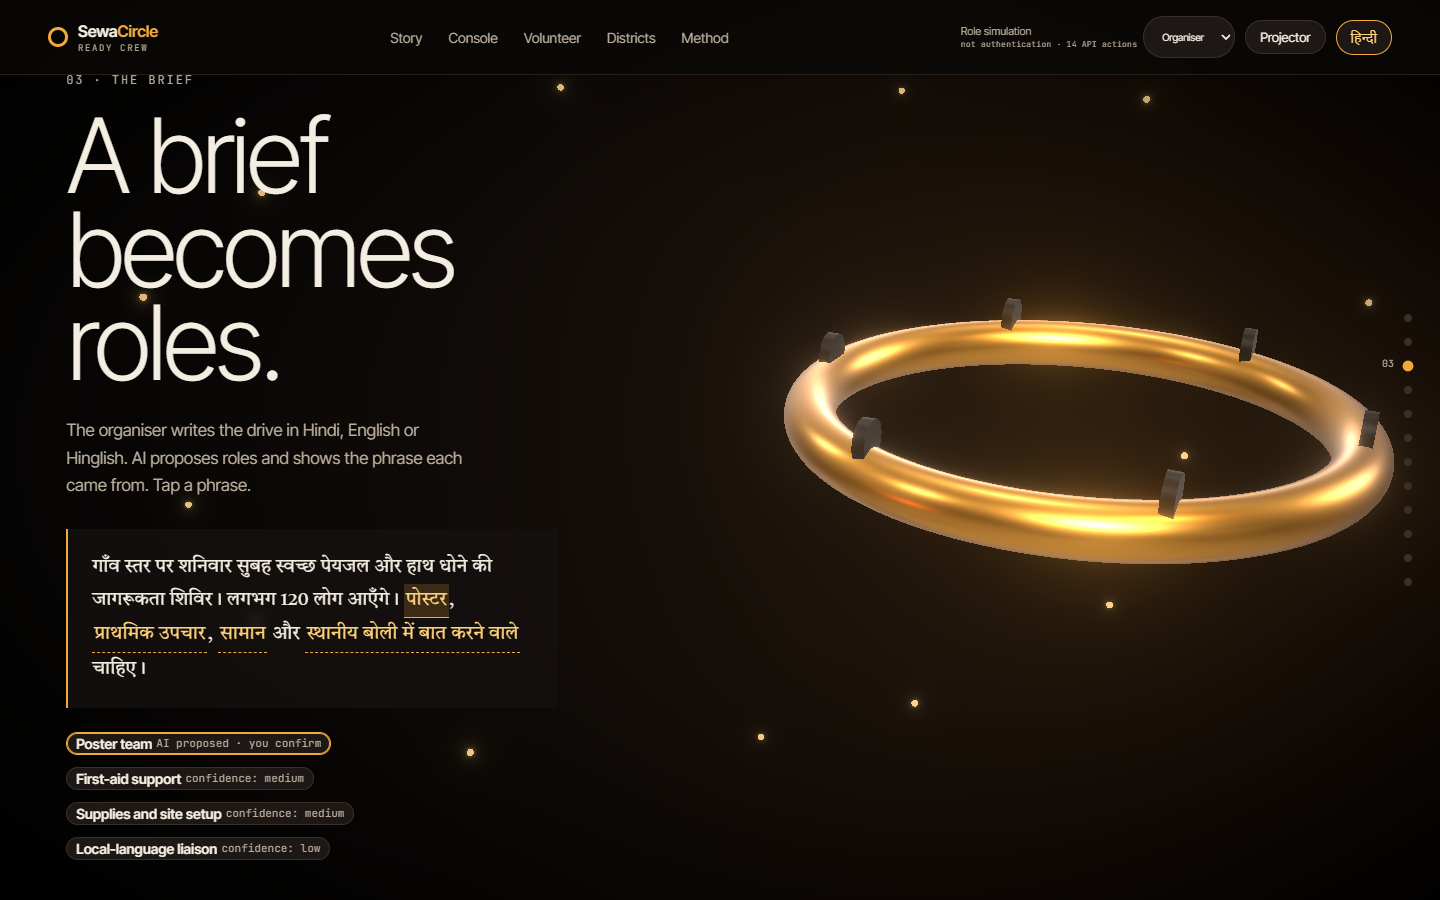 SewaCircle
READY CREW
Story
Console
Volunteer
Districts
Method
Role simulation
not authentication · 14 API actions
Organiser
Projector
हिन्दी
03 · THE BRIEF
A brief
becomes
roles.
The organiser writes the drive in Hindi, English or
Hinglish. AI proposes roles and shows the phrase each
came from. Tap a phrase.
03
गाँव स्तर पर शनिवार सुबह स्वच्छ पेयजल और हाथ धोने की
जागरूकता शिविर। लगभग 120 लोग आएँगे। पोस्टर,
प्राथमिक उपचार, सामान और स्थानीय बोली में बात करने वाले
चाहिए।
Poster team AI proposed · you confirm
First-aid support confidence: medium
Supplies and site setup confidence: medium
Local-language liaison confidence: low